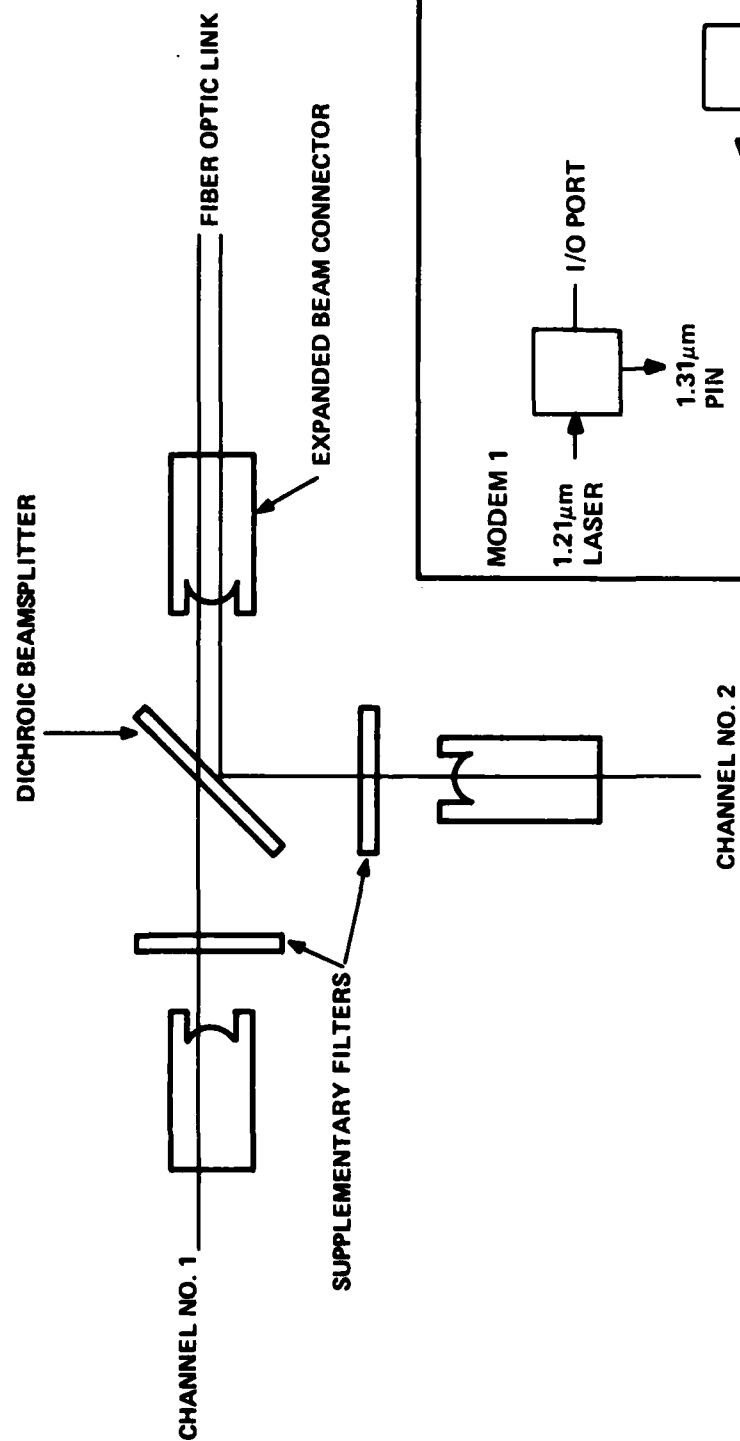 DICHROIC BEAMSPLITTER
FIBER OPTIC LINK
EXPANDED BEAM CONNECTOR
CHANNEL NO. 1
SUPPLEMENTARY FILTERS
CHANNEL NO. 2
MODEM 1
1.21μm
LASER
I/O PORT
1.31μm
PIN